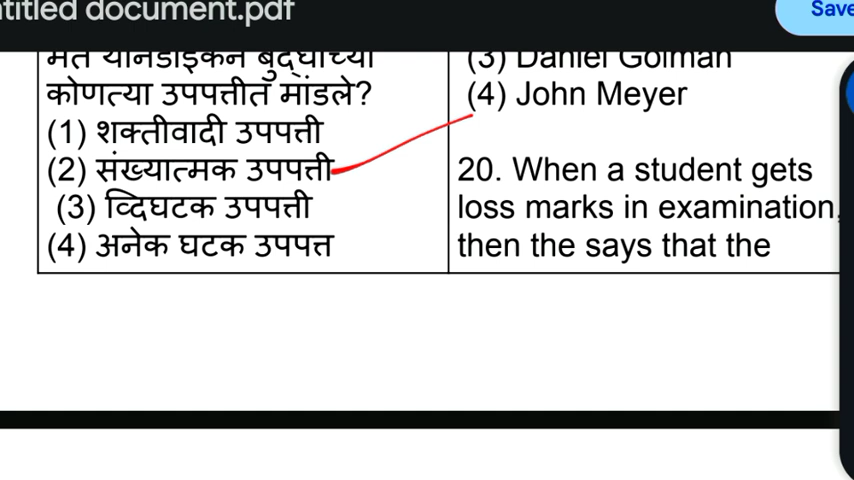 ntitled document.pdf
Save
मत थॉर्नडाईकने बुद्धीच्या
कोणत्या उपपत्तीत मांडले?
(1) शक्तीवादी उपपत्ती
(2) संख्यात्मक उपपत्ती
(3) व्दिघटक उपपत्ती
(4) अनेक घटक उपपत्त
(3) Daniel Golman
(4) John Meyer
20. When a student gets
loss marks in examination,
then the says that the